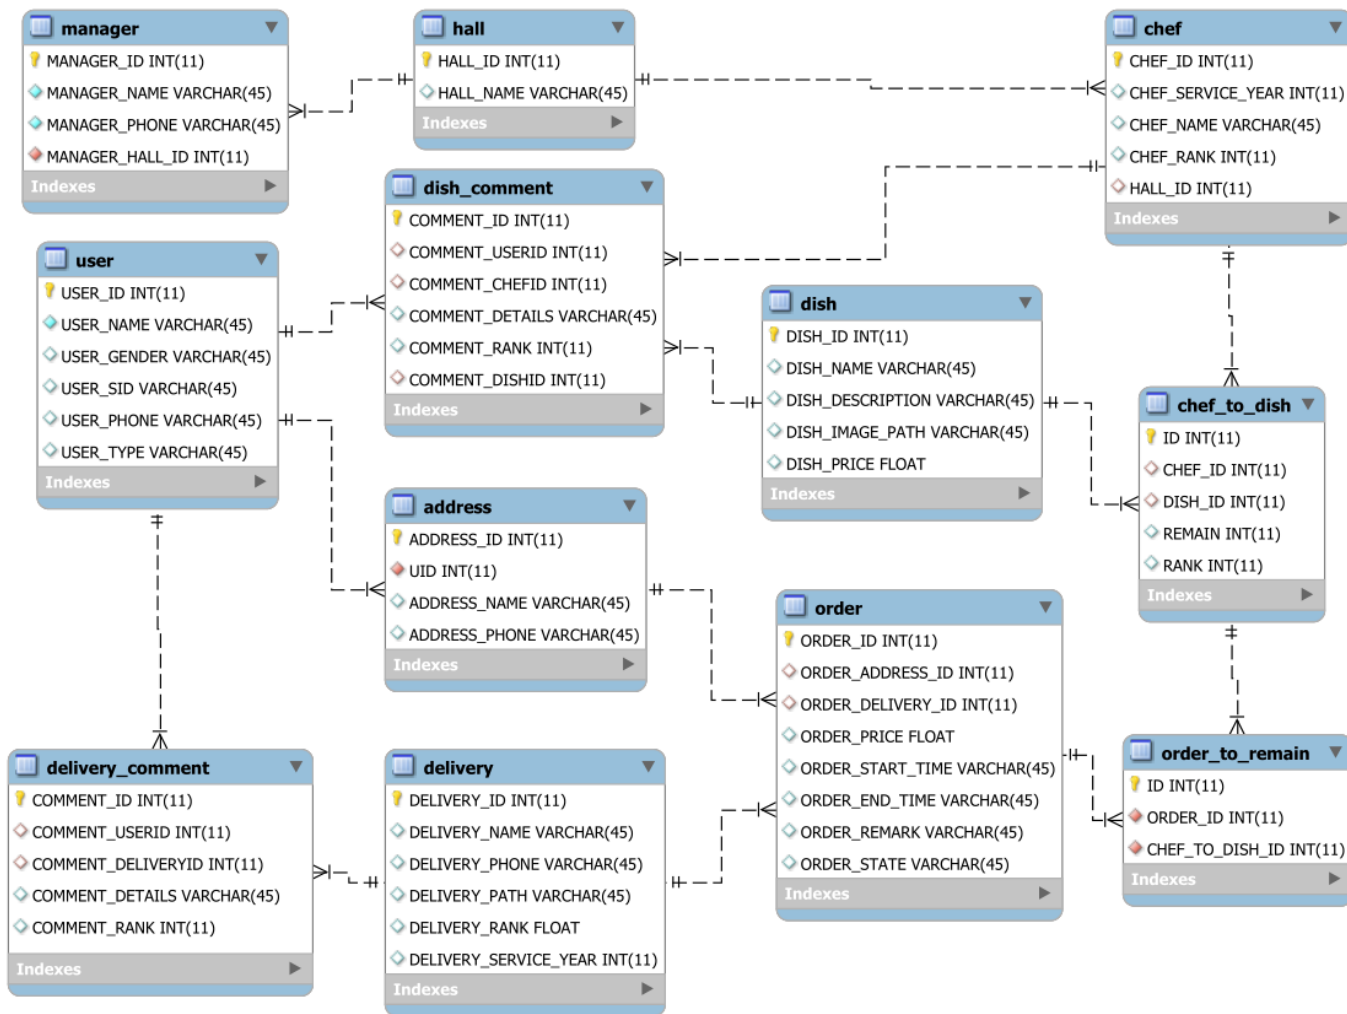 manager
MANAGER_ID INT(11)
MANAGER_NAME VARCHAR(45)
MANAGER_PHONE VARCHAR(45)
MANAGER_HALL_ID INT(11)
Indexes
hall
HALL_ID INT(11)
HALL_NAME VARCHAR(45)
Indexes
chef
CHEF_ID INT(11)
CHEF_SERVICE_YEAR INT(11)
CHEF_NAME VARCHAR(45)
CHEF_RANK INT(11)
HALL_ID INT(11)
Indexes
dish_comment
COMMENT_ID INT(11)
COMMENT_USERID INT(11)
COMMENT_CHEFID INT(11)
COMMENT_DETAILS VARCHAR(45)
COMMENT_RANK INT(11)
COMMENT_DISHID INT(11)
Indexes
user
USER_ID INT(11)
USER_NAME VARCHAR(45)
USER_GENDER VARCHAR(45)
USER_SID VARCHAR(45)
USER_PHONE VARCHAR(45)
USER_TYPE VARCHAR(45)
Indexes
dish
DISH_ID INT(11)
DISH_NAME VARCHAR(45)
DISH_DESCRIPTION VARCHAR(45)
DISH_IMAGE_PATH VARCHAR(45)
DISH_PRICE FLOAT
Indexes
chef_to_dish
ID INT(11)
CHEF_ID INT(11)
DISH_ID INT(11)
REMAIN INT(11)
RANK INT(11)
Indexes
address
ADDRESS_ID INT(11)
UID INT(11)
ADDRESS_NAME VARCHAR(45)
ADDRESS_PHONE VARCHAR(45)
Indexes
order
ORDER_ID INT(11)
ORDER_ADDRESS_ID INT(11)
ORDER_DELIVERY_ID INT(11)
ORDER_PRICE FLOAT
ORDER_START_TIME VARCHAR(45)
ORDER_END_TIME VARCHAR(45)
ORDER_REMARK VARCHAR(45)
ORDER_STATE VARCHAR(45)
Indexes
order_to_remain
ID INT(11)
ORDER_ID INT(11)
CHEF_TO_DISH_ID INT(11)
Indexes
delivery_comment
COMMENT_ID INT(11)
COMMENT_USERID INT(11)
COMMENT_DELIVERYID INT(11)
COMMENT_DETAILS VARCHAR(45)
COMMENT_RANK INT(11)
Indexes
delivery
DELIVERY_ID INT(11)
DELIVERY_NAME VARCHAR(45)
DELIVERY_PHONE VARCHAR(45)
DELIVERY_PATH VARCHAR(45)
DELIVERY_RANK FLOAT
DELIVERY_SERVICE_YEAR INT(11)
Indexes